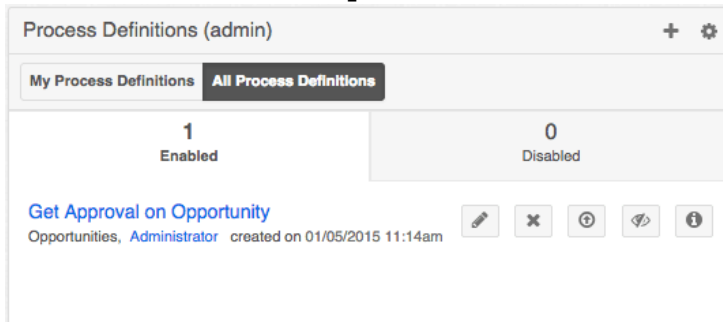 Process Definitions (admin)
My Process Definitions All Process Definitions
1 0
Enabled Disabled
Get Approval on Opportunity
Opportunities, Administrator created on 01/05/2015 11:14am